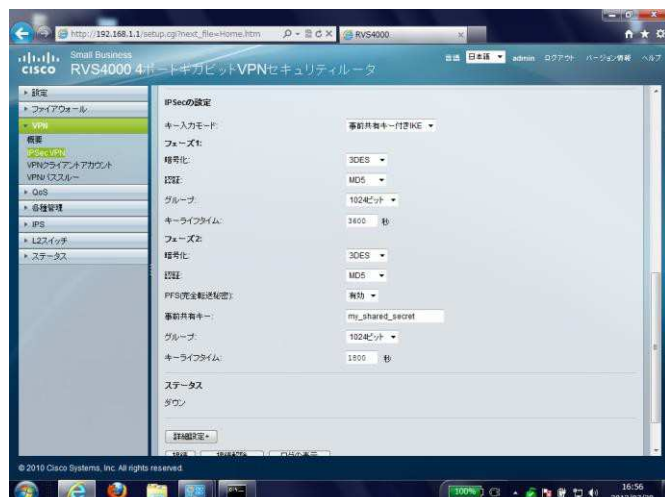 http://192.168.1.1/setup.cgi?next_file=Home.htm
RVS4000
Small Business
cisco RVS4000 4ポートギガビットVPNセキュリティルータ
言語 日本語 admin ログアウト バージョン情報 ヘルプ
設定
ファイアウォール
VPN
概要
IPSec VPN
VPNクライアントアカウント
VPNパススルー
QoS
各種管理
IPS
L2スイッチ
ステータス
IPSecの設定
キー入力モード: 事前共有キー付きIKE
フェーズ1:
暗号化: 3DES
認証: MD5
グループ: 1024ビット
キーライフタイム: 3600 秒
フェーズ2:
暗号化: 3DES
認証: MD5
PFS(完全転送秘密): 有効
事前共有キー: my_shared_secret
グループ: 1024ビット
キーライフタイム: 1800 秒
ステータス
ダウン
詳細設定+
接続 接続解除 ログの表示
© 2010 Cisco Systems, Inc. All rights reserved.
100%
16:56